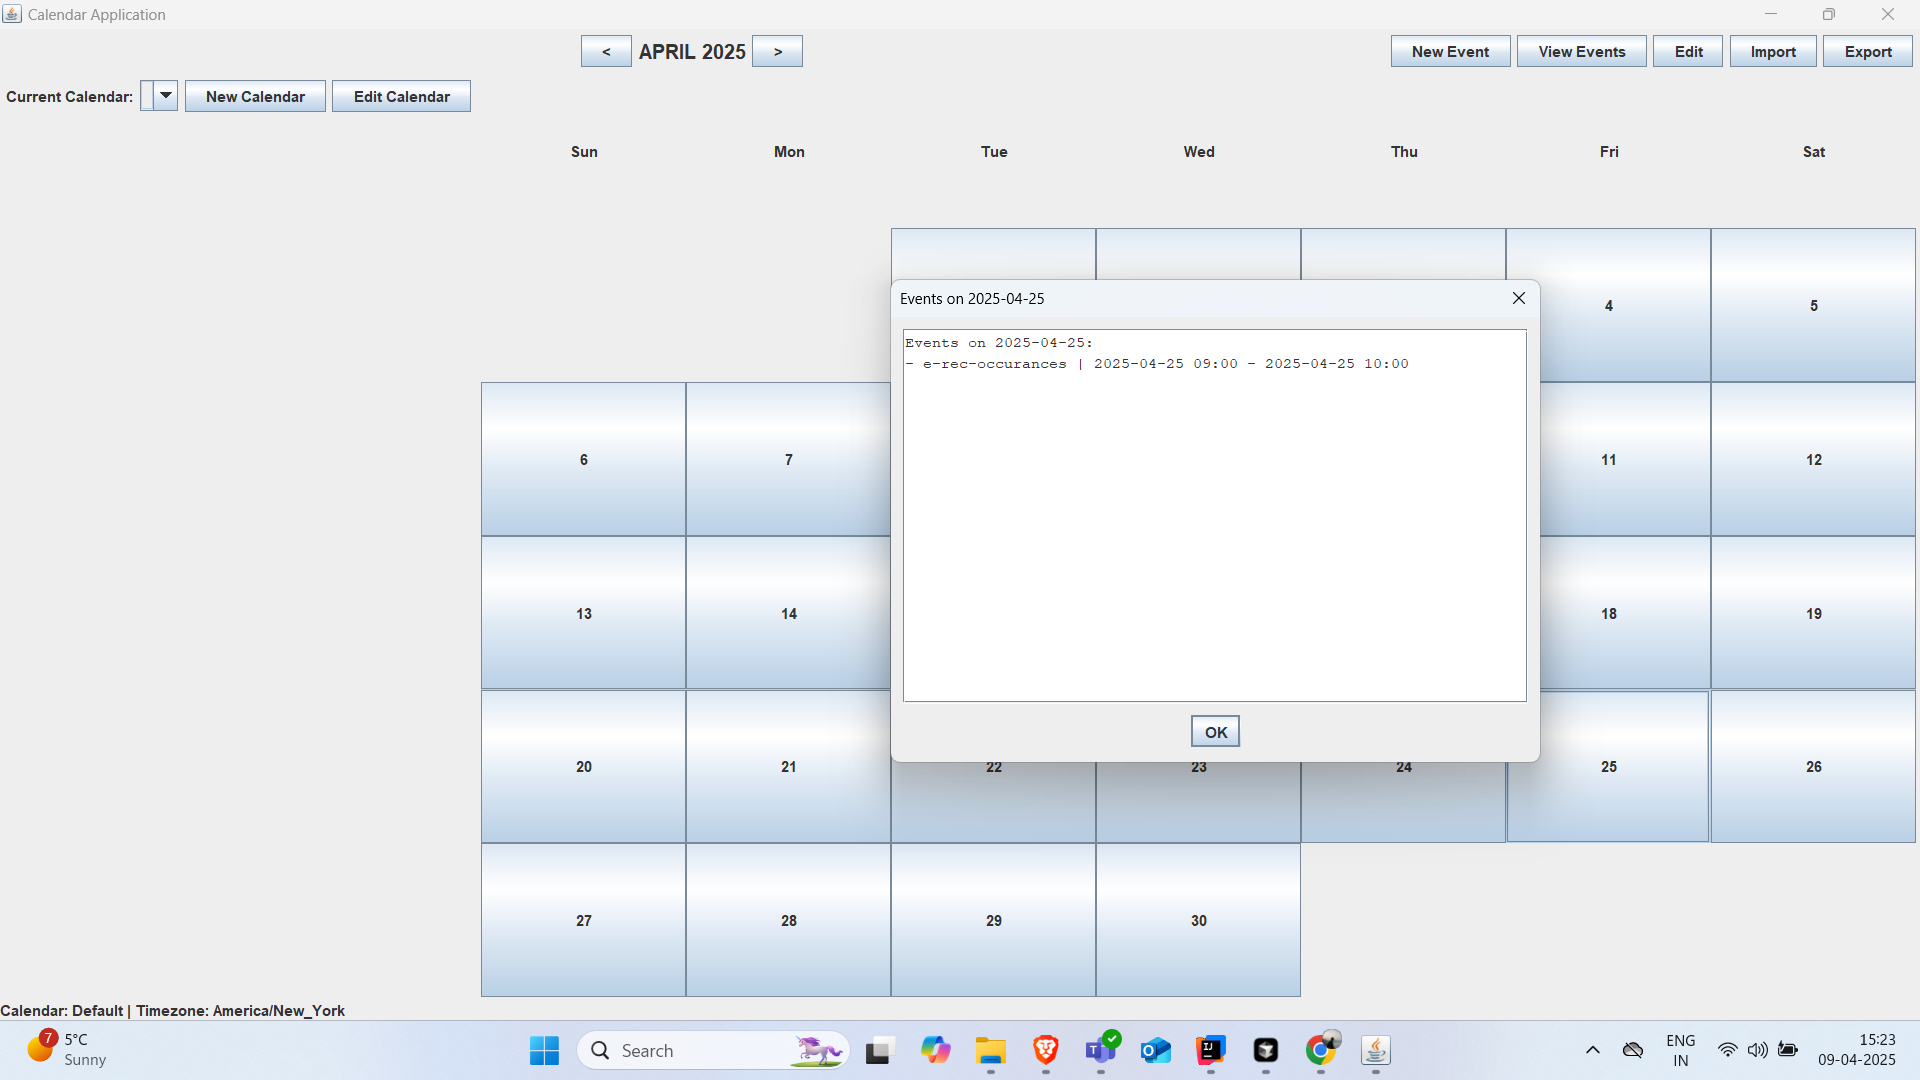 Calendar Application
< APRIL 2025 > New Event View Events Edit Import Export
Current Calendar: New Calendar Edit Calendar
Sun Mon Tue Wed Thu Fri Sat
4 5
Events on 2025-04-25
Events on 2025-04-25:
- e-rec-occurances | 2025-04-25 09:00 - 2025-04-25 10:00
6 7 11 12
13 14 18 19
OK
20 21 22 23 24 25 26
27 28 29 30
Calendar: Default | Timezone: America/New_York
7 5°C
Sunny
Search
ENG
IN
15:23
09-04-2025